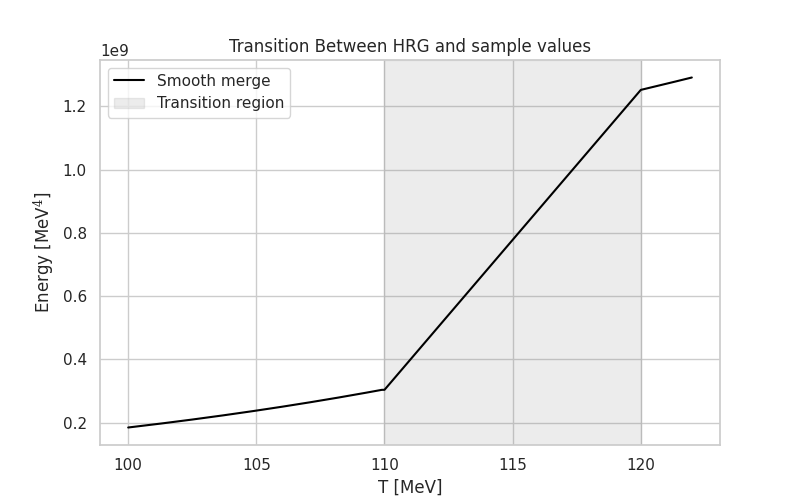 Transition Between HRG and sample values
1e9
Smooth merge
Transition region
1.2
1.0
0.8
0.6
0.4
0.2
Energy [MeV⁴]
100 105 110 115 120
T [MeV]